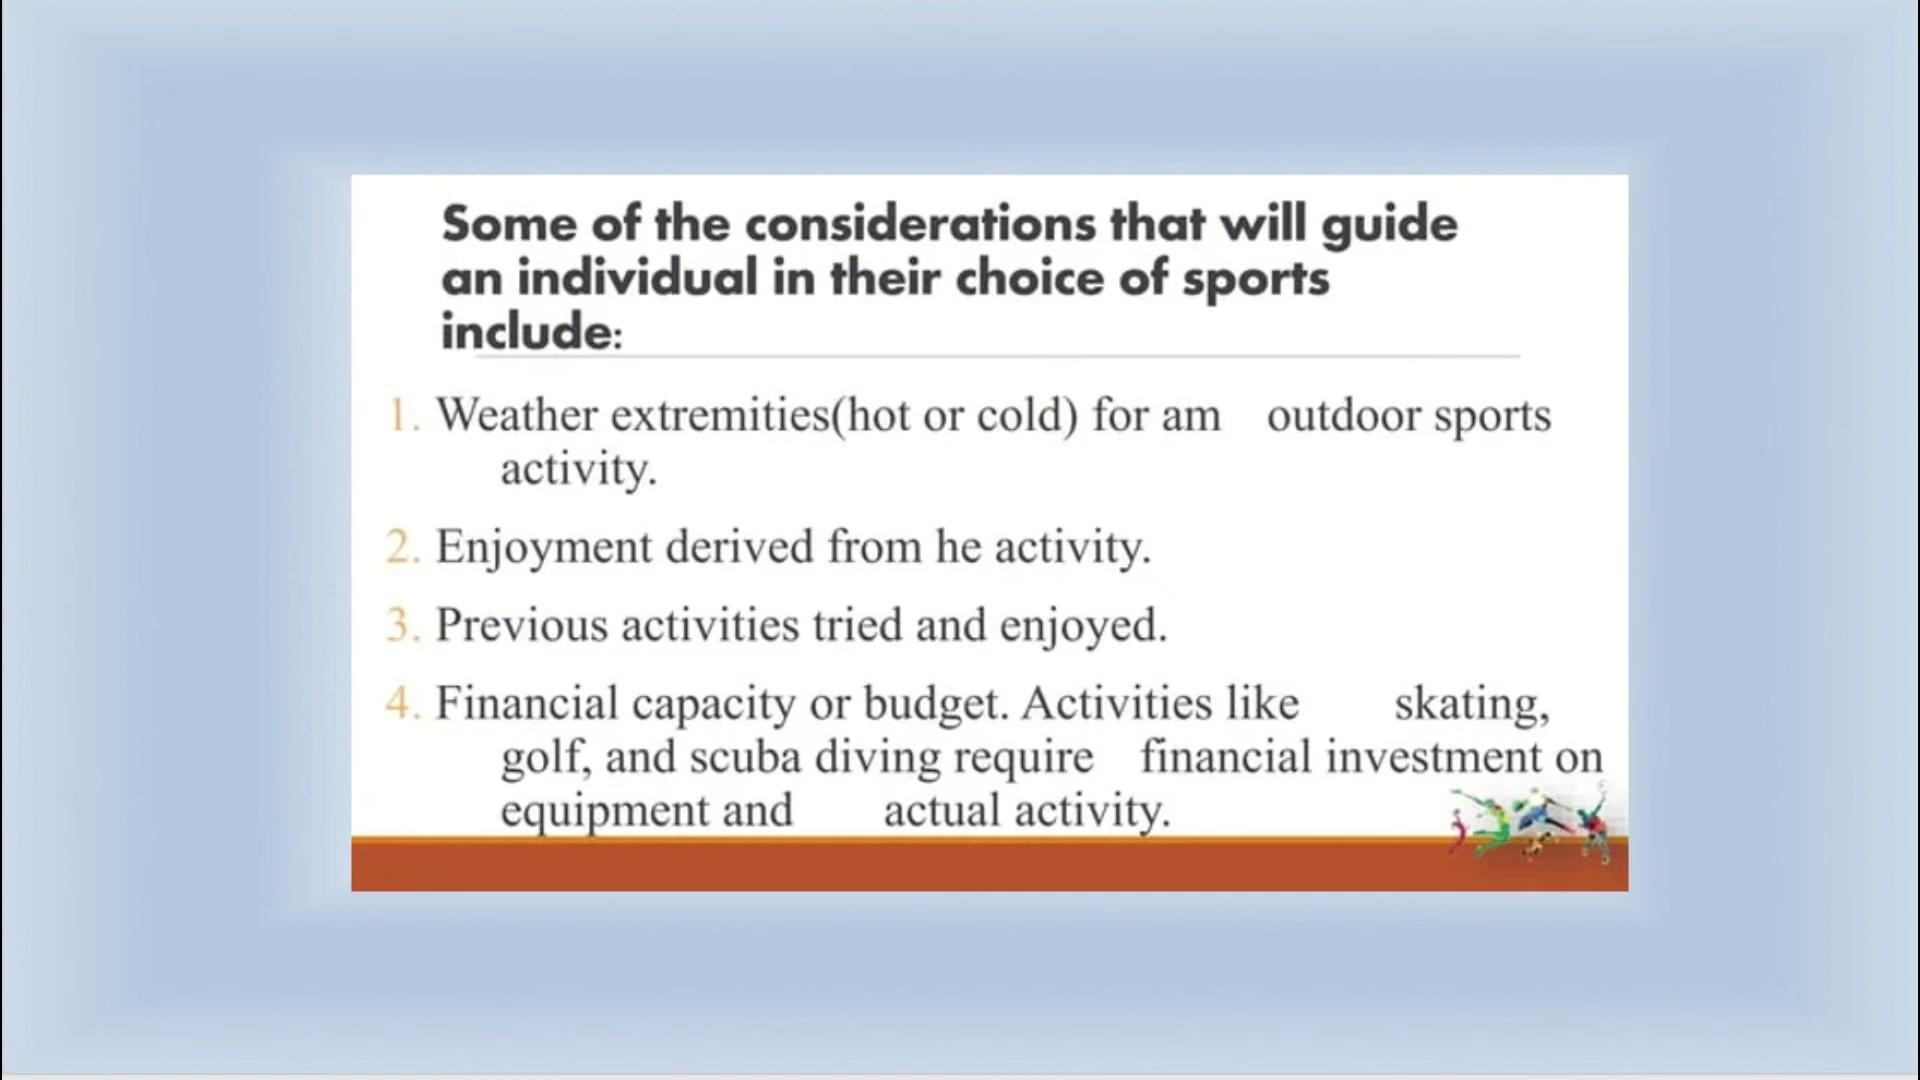 Some of the considerations that will guide
an individual in their choice of sports
include:
1. Weather extremities(hot or cold) for am outdoor sports
activity.
2. Enjoyment derived from he activity.
3. Previous activities tried and enjoyed.
4. Financial capacity or budget. Activities like skating,
golf, and scuba diving require financial investment on
equipment and actual activity.